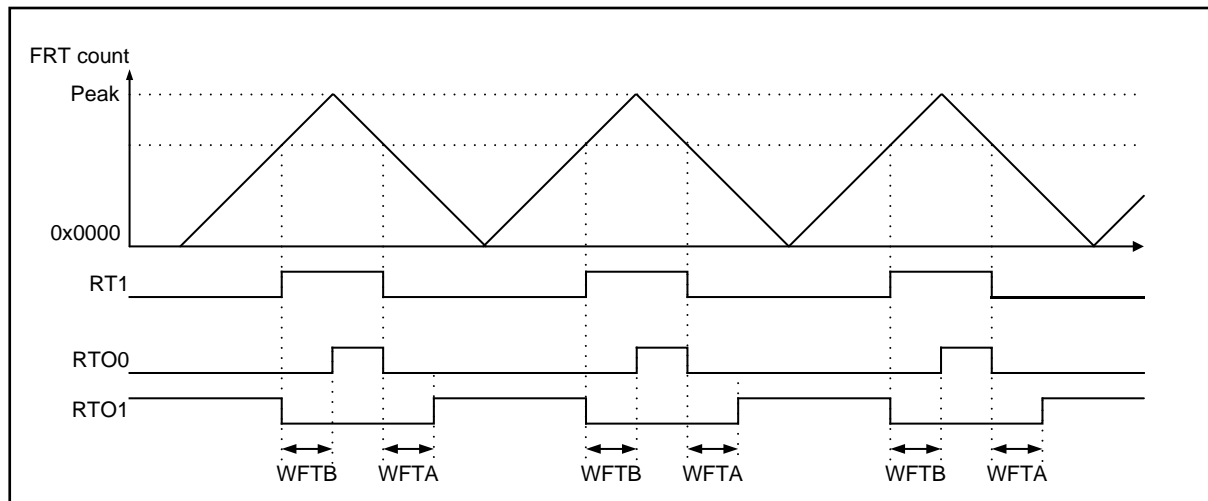 FRT count
Peak
0x0000
RT1
RTO0
RTO1
WFTB WFTA WFTB WFTA WFTB WFTA